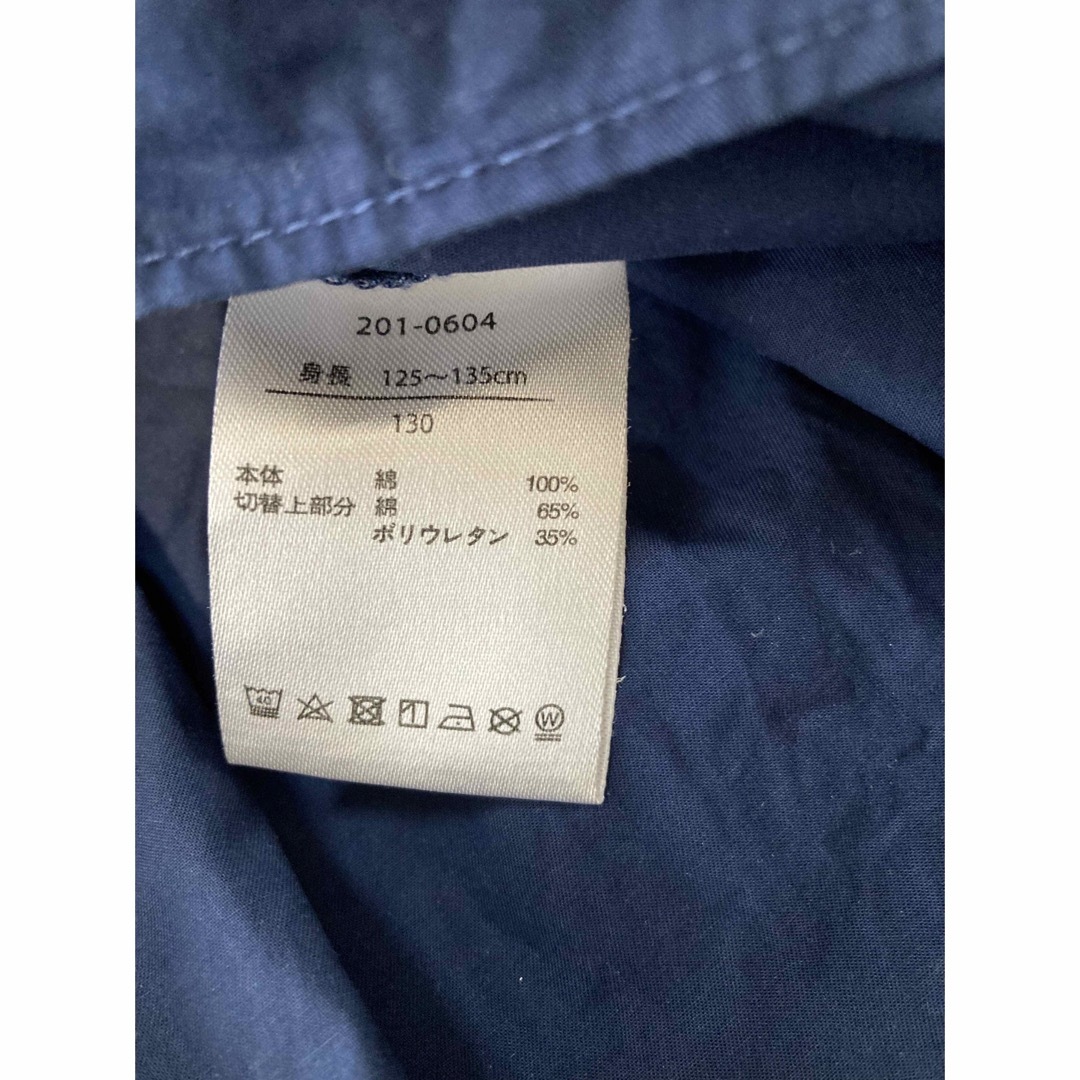 201-0604
身長 125～135cm
130
本体 綿 100%
切替上部分 綿 65%
ポリウレタン 35%
40
W